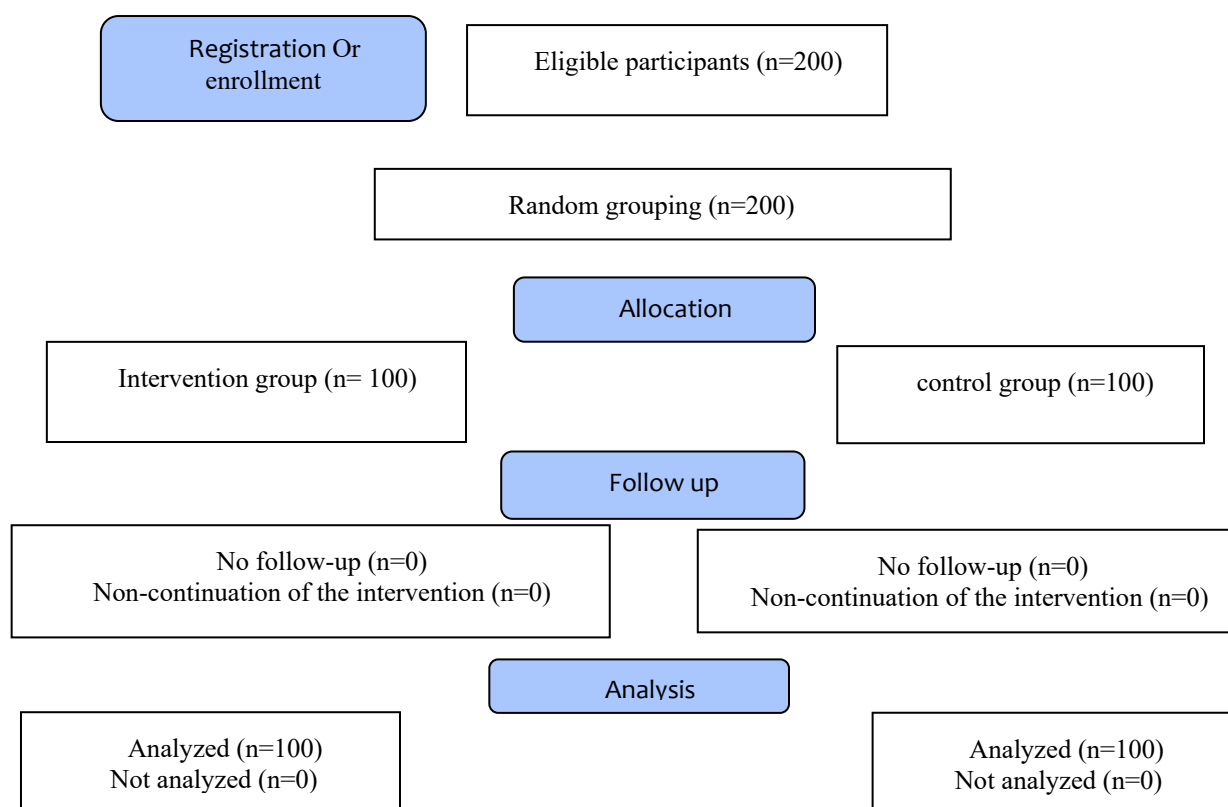 Registration Or
enrollment
Eligible participants (n=200)
Random grouping (n=200)
Allocation
Intervention group (n= 100)
control group (n=100)
Follow up
No follow-up (n=0)
Non-continuation of the intervention (n=0)
No follow-up (n=0)
Non-continuation of the intervention (n=0)
Analysis
Analyzed (n=100)
Not analyzed (n=0)
Analyzed (n=100)
Not analyzed (n=0)